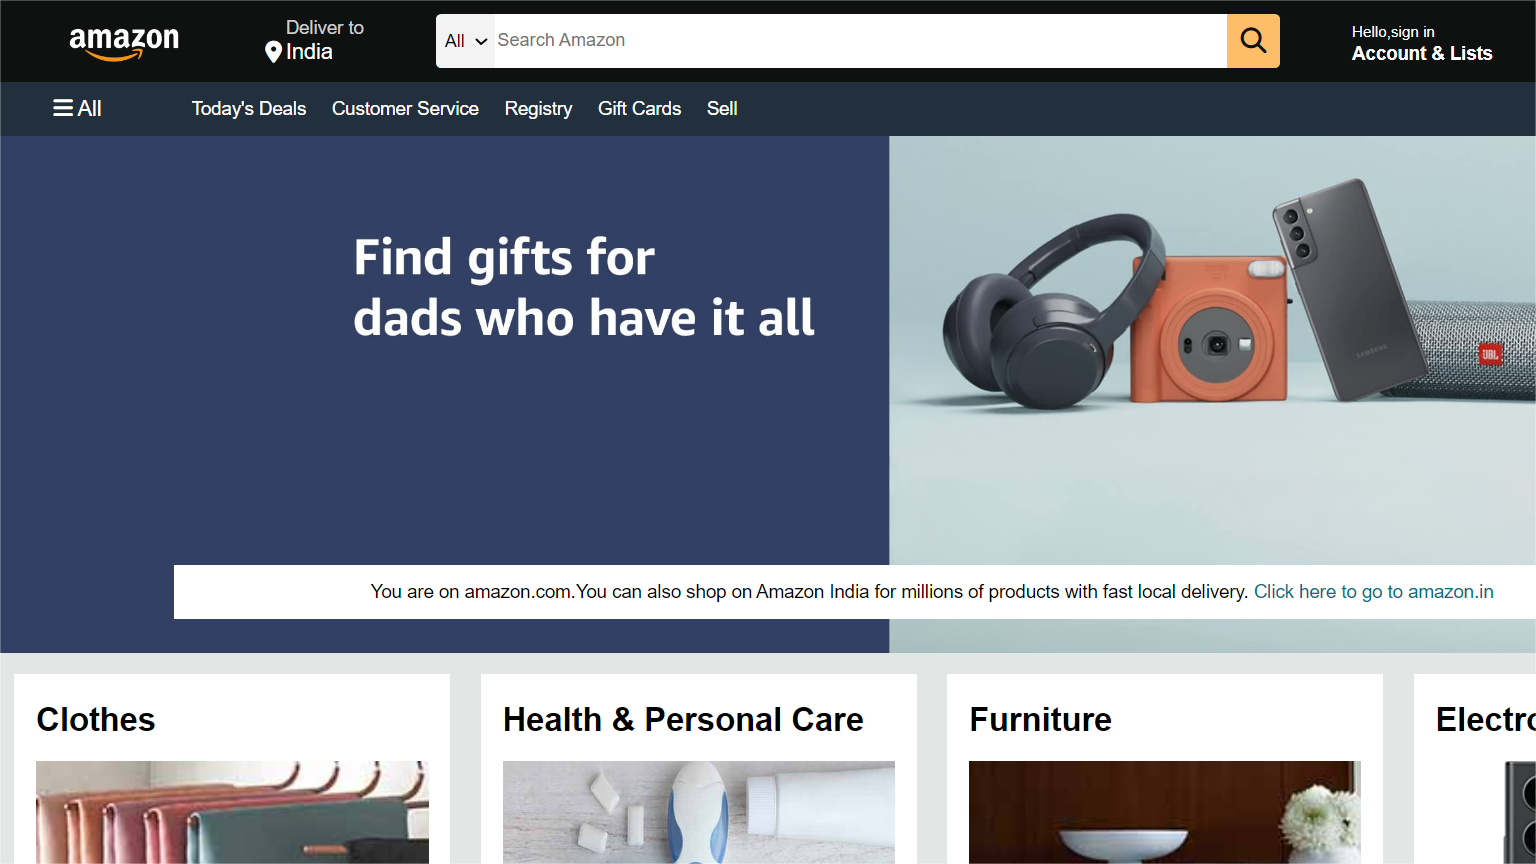 amazon
Deliver to
India
All
Search Amazon
Hello,sign in
Account & Lists
All
Today's Deals
Customer Service
Registry
Gift Cards
Sell
Find gifts for
dads who have it all
SAMSUNG
JBL
You are on amazon.com.You can also shop on Amazon India for millions of products with fast local delivery. Click here to go to amazon.in
Clothes
Health & Personal Care
Furniture
Electro